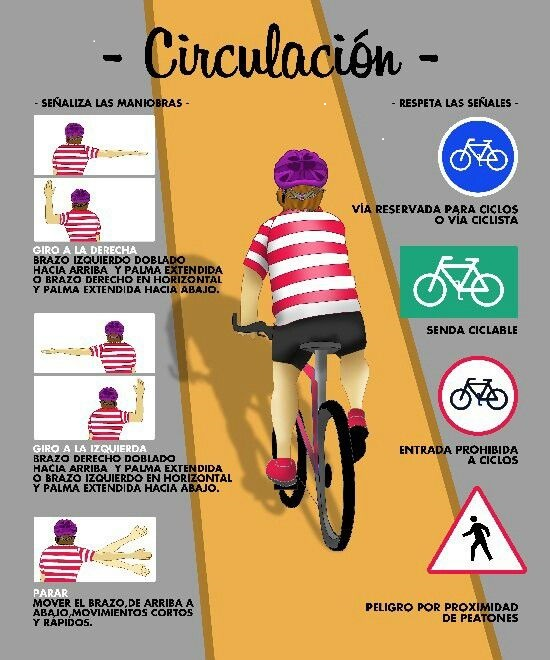 - Circulación -
- SEÑALIZA LAS MANIOBRAS -
GIRO A LA DERECHA
BRAZO IZQUIERDO DOBLADO
HACIA ARRIBA Y PALMA EXTENDIDA
O BRAZO DERECHO EN HORIZONTAL
Y PALMA EXTENDIDA HACIA ABAJO.
GIRO A LA IZQUIERDA
BRAZO DERECHO DOBLADO
HACIA ARRIBA Y PALMA EXTENDIDA
O BRAZO IZQUIERDO EN HORIZONTAL
Y PALMA EXTENDIDA HACIA ABAJO.
PARAR
MOVER EL BRAZO,DE ARRIBA A
ABAJO,MOVIMIENTOS CORTOS
Y RÁPIDOS.
- RESPETA LAS SEÑALES -
VÍA RESERVADA PARA CICLOS
O VÍA CICLISTA
SENDA CICLABLE
ENTRADA PROHIBIDA
A CICLOS
PELIGRO POR PROXIMIDAD
DE PEATONES